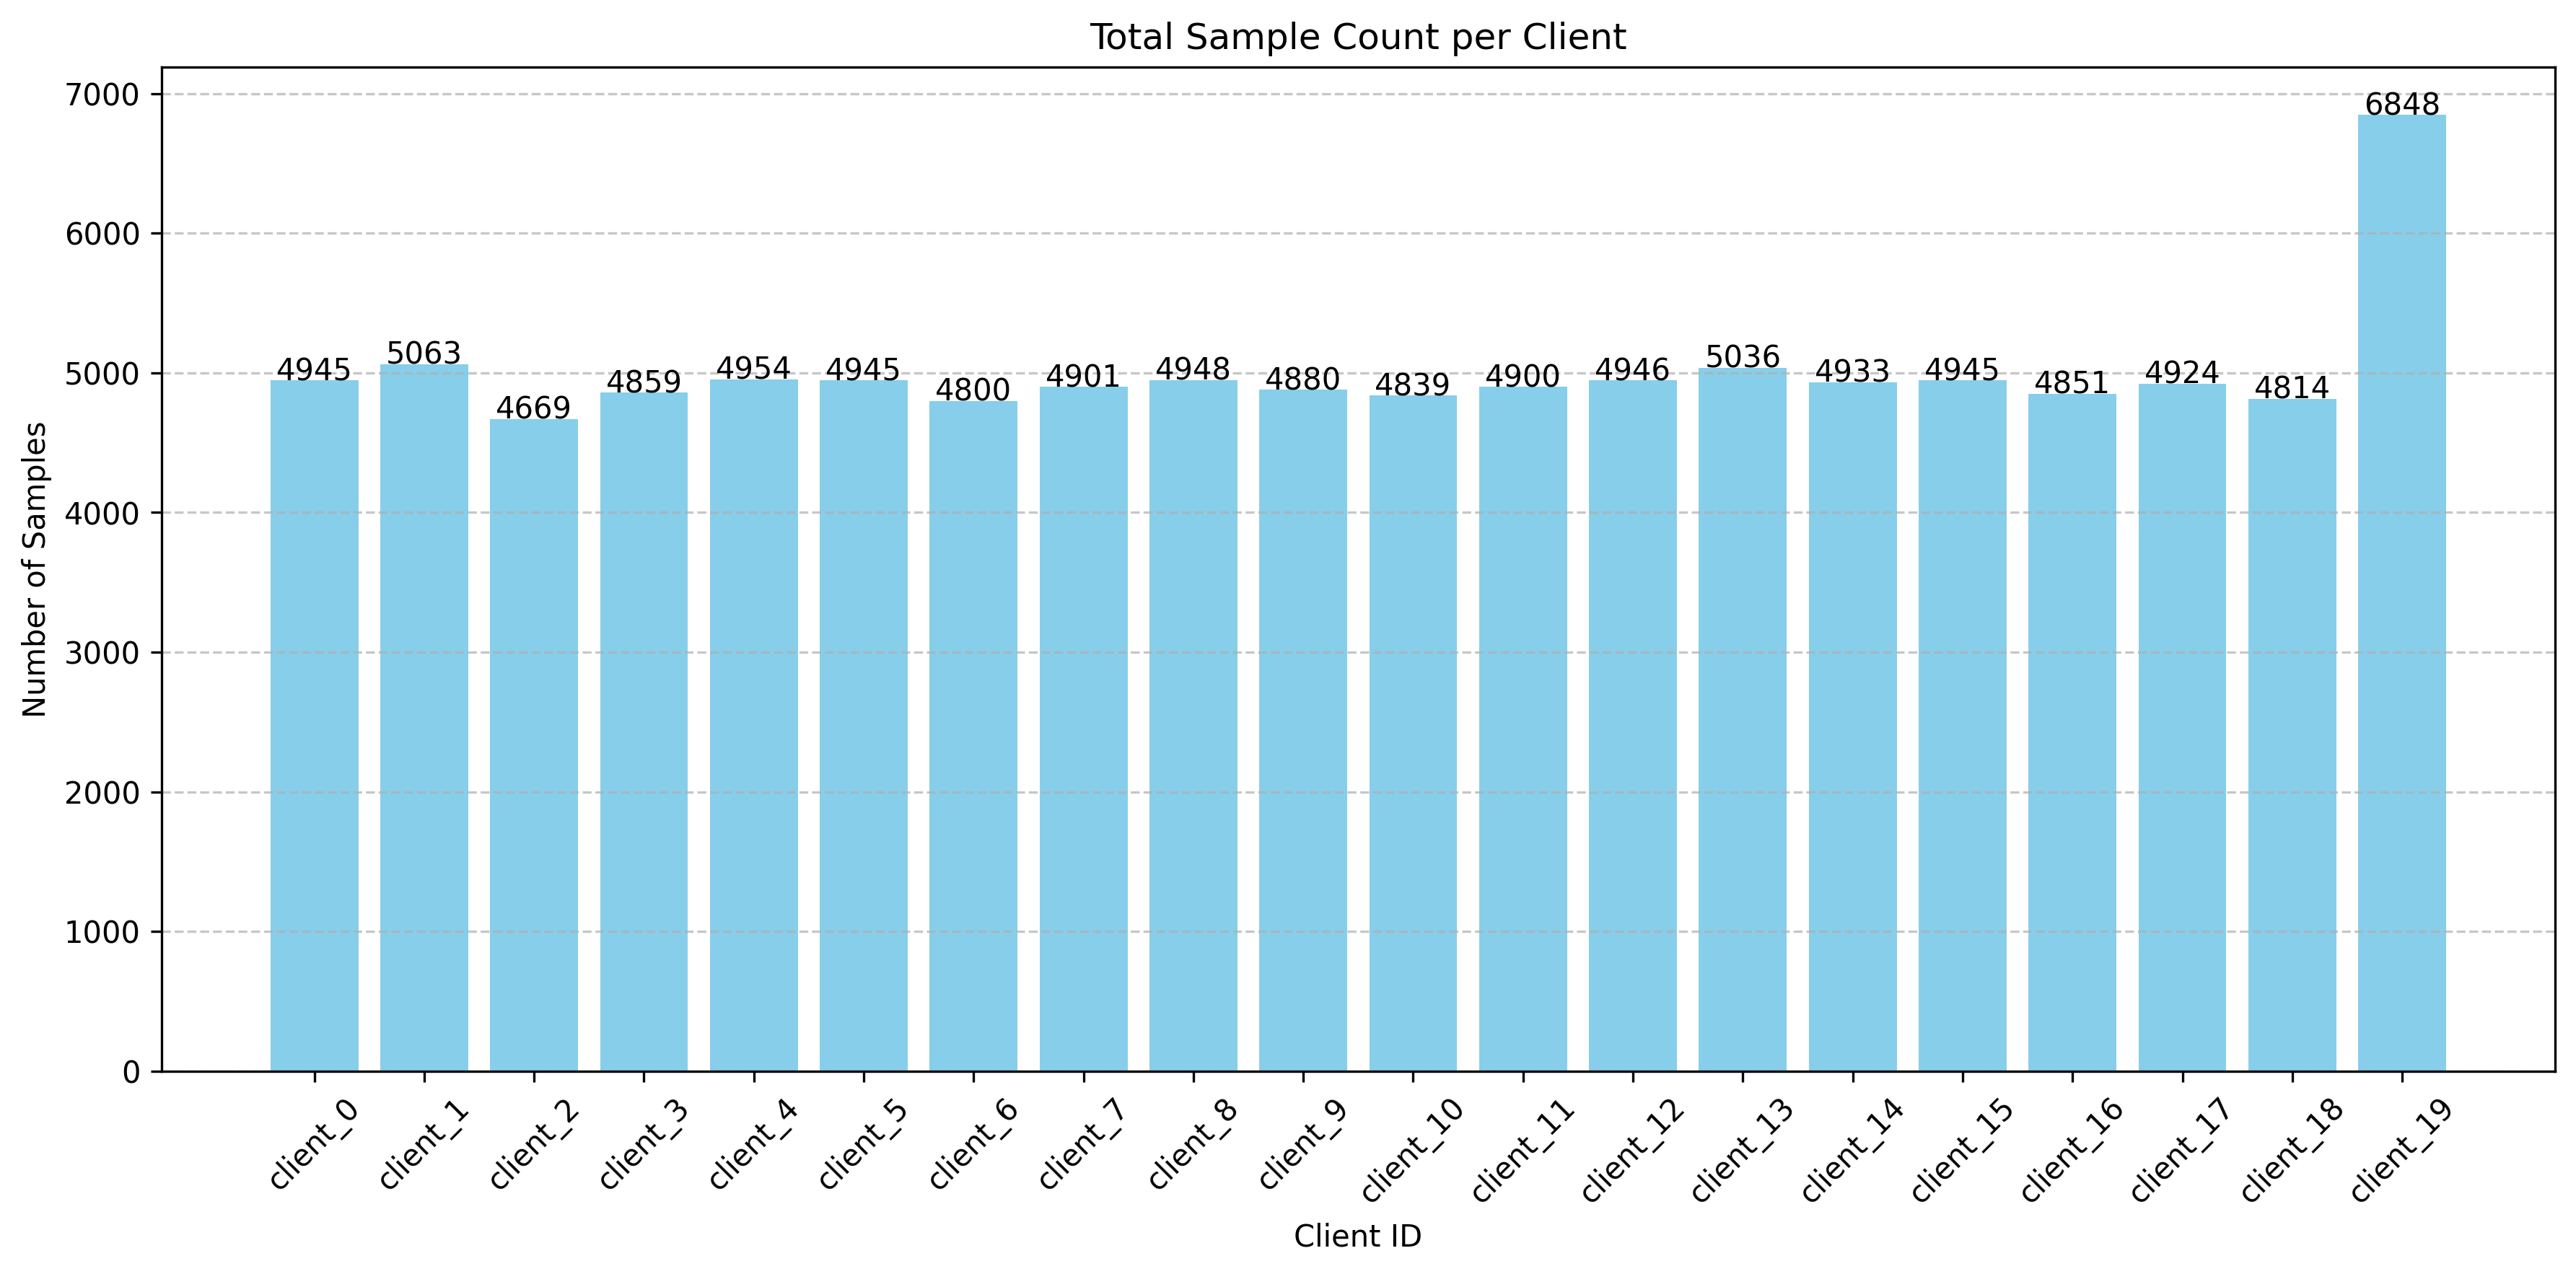 Total Sample Count per Client
7000
6000
5000
4000
3000
2000
1000
0
Number of Samples
4945
5063
4669
4859
4954
4945
4800
4901
4948
4880
4839
4900
4946
5036
4933
4945
4851
4924
4814
6848
client_0
client_1
client_2
client_3
client_4
client_5
client_6
client_7
client_8
client_9
client_10
client_11
client_12
client_13
client_14
client_15
client_16
client_17
client_18
client_19
Client ID